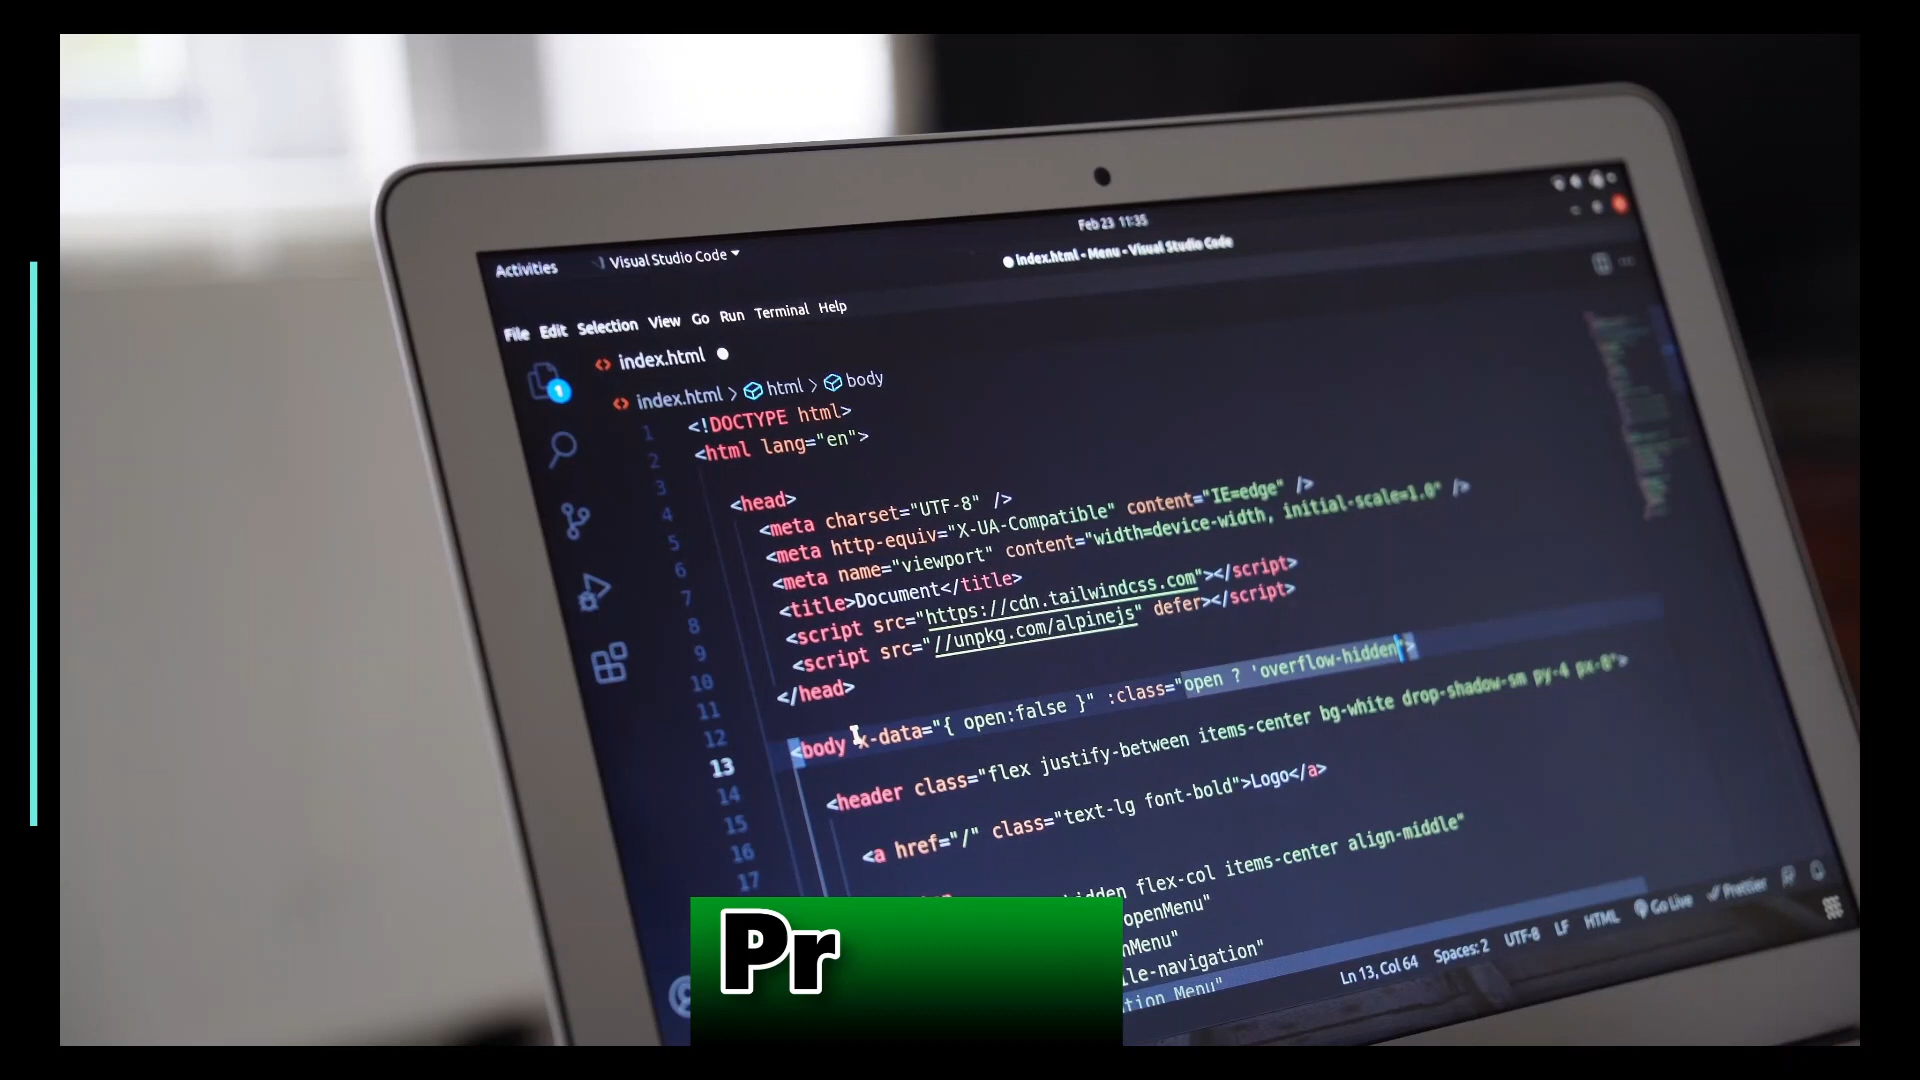 Feb 23 11:35
Activities Visual Studio Code
index.html - Menu - Visual Studio Code
File Edit Selection View Go Run Terminal Help
index.html
1
index.html > html > body
1 <!DOCTYPE html>
2 <html lang="en">
3
4 <head>
5 <meta charset="UTF-8" />
6 <meta http-equiv="X-UA-Compatible" content="IE=edge" />
7 <meta name="viewport" content="width=device-width, initial-scale=1.0" />
8 <title>Document</title>
9 <script src="https://cdn.tailwindcss.com"></script>
10 <script src="//unpkg.com/alpinejs" defer></script>
11 </head>
12
13 <body x-data="{ open:false }" :class="open ? 'overflow-hidden'">
14
15 <header class="flex justify-between items-center bg-white drop-shadow-sm py-4 px-8">
16
17 <a href="/" class="text-lg font-bold">Logo</a>
hidden flex-col items-center align-middle"
openMenu"
nMenu"
ile-navigation"
tion Menu"
Ln 13, Col 64 Spaces: 2 UTF-8 LF HTML Go Live Prettier
Pr